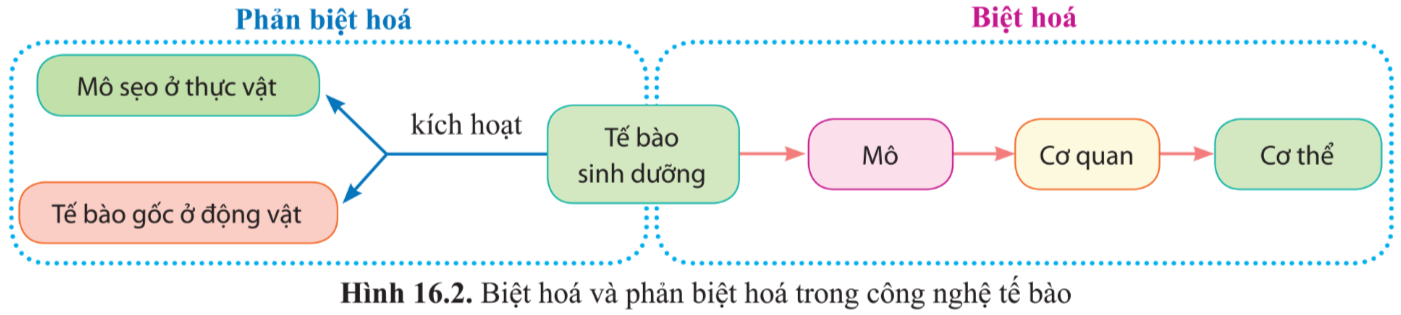 Phản biệt hoá
Biệt hoá
Mô sẹo ở thực vật
kích hoạt
Tế bào
sinh dưỡng
Mô
Cơ quan
Cơ thể
Tế bào gốc ở động vật
Hình 16.2. Biệt hoá và phản biệt hoá trong công nghệ tế bào